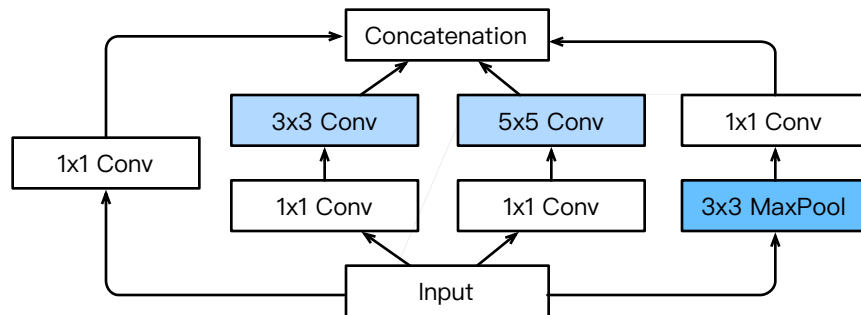 Concatenation
3x3 Conv
5x5 Conv
1x1 Conv
1x1 Conv
1x1 Conv
1x1 Conv
3x3 MaxPool
Input